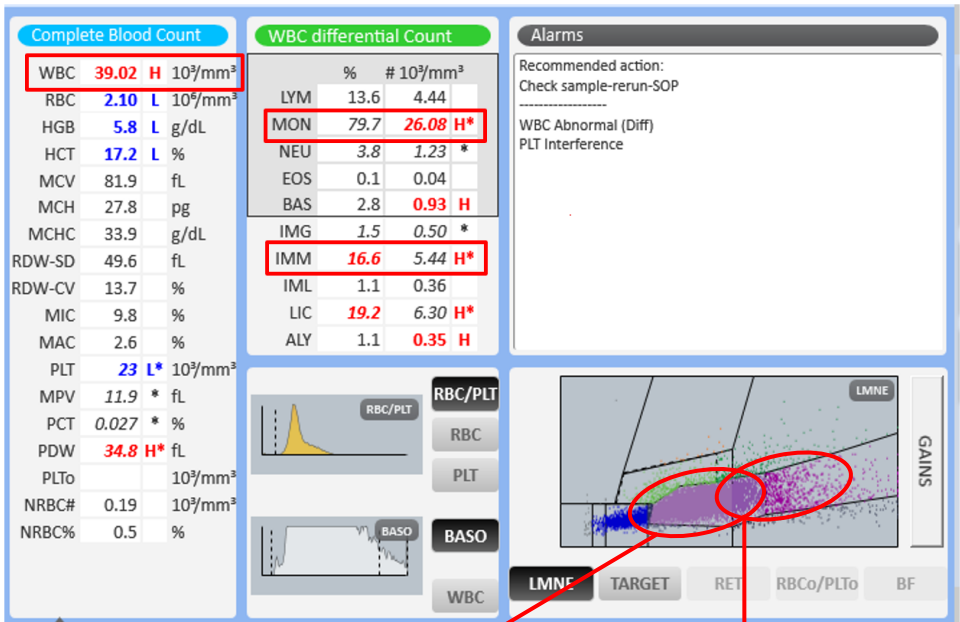 Complete Blood Count
WBC 39.02 H 10³/mm³
RBC 2.10 L 10⁶/mm³
HGB 5.8 L g/dL
HCT 17.2 L %
MCV 81.9 fL
MCH 27.8 pg
MCHC 33.9 g/dL
RDW-SD 49.6 fL
RDW-CV 13.7 %
MIC 9.8 %
MAC 2.6 %
PLT 23 L* 10³/mm³
MPV 11.9 * fL
PCT 0.027 * %
PDW 34.8 H* fL
PLTo 10³/mm³
NRBC# 0.19 10³/mm³
NRBC% 0.5 %
WBC differential Count
% # 10³/mm³
LYM 13.6 4.44
MON 79.7 26.08 H*
NEU 3.8 1.23 *
EOS 0.1 0.04
BAS 2.8 0.93 H
IMG 1.5 0.50 *
IMM 16.6 5.44 H*
IML 1.1 0.36
LIC 19.2 6.30 H*
ALY 1.1 0.35 H
Alarms
Recommended action:
Check sample-rerun-SOP
-------------------
WBC Abnormal (Diff)
PLT Interference
RBC/PLT
RBC/PLT
RBC
PLT
BASO
BASO
WBC
LMNE
GAINS
LMNE TARGET RET RBCo/PLTo BF